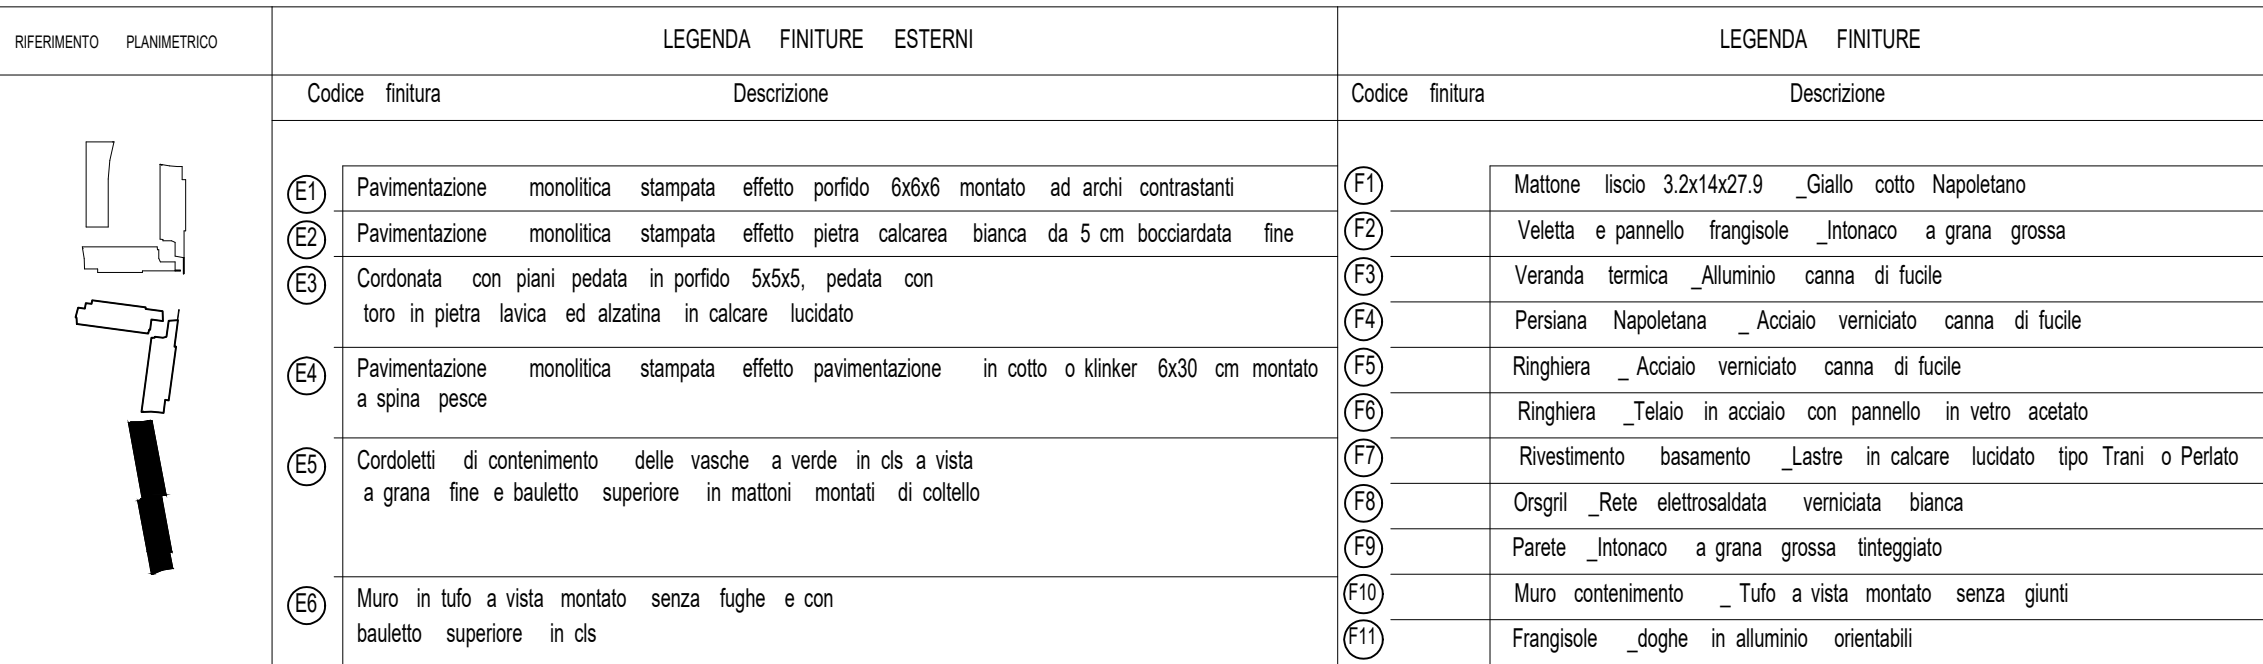 RIFERIMENTO PLANIMETRICO
LEGENDA FINITURE ESTERNI
Codice finitura Descrizione
E1 Pavimentazione monolitica stampata effetto porfido 6x6x6 montato ad archi contrastanti
E2 Pavimentazione monolitica stampata effetto pietra calcarea bianca da 5 cm bocciardata fine
E3 Cordonata con piani pedata in porfido 5x5x5, pedata con
toro in pietra lavica ed alzatina in calcare lucidato
E4 Pavimentazione monolitica stampata effetto pavimentazione in cotto o klinker 6x30 cm montato
a spina pesce
E5 Cordoletti di contenimento delle vasche a verde in cls a vista
a grana fine e bauletto superiore in mattoni montati di coltello
E6 Muro in tufo a vista montato senza fughe e con
bauletto superiore in cls
LEGENDA FINITURE
Codice finitura Descrizione
F1 Mattone liscio 3.2x14x27.9 _Giallo cotto Napoletano
F2 Veletta e pannello frangisole _Intonaco a grana grossa
F3 Veranda termica _Alluminio canna di fucile
F4 Persiana Napoletana _ Acciaio verniciato canna di fucile
F5 Ringhiera _ Acciaio verniciato canna di fucile
F6 Ringhiera _Telaio in acciaio con pannello in vetro acetato
F7 Rivestimento basamento _Lastre in calcare lucidato tipo Trani o Perlato
F8 Orsgril _Rete elettrosaldata verniciata bianca
F9 Parete _Intonaco a grana grossa tinteggiato
F10 Muro contenimento _ Tufo a vista montato senza giunti
F11 Frangisole _doghe in alluminio orientabili